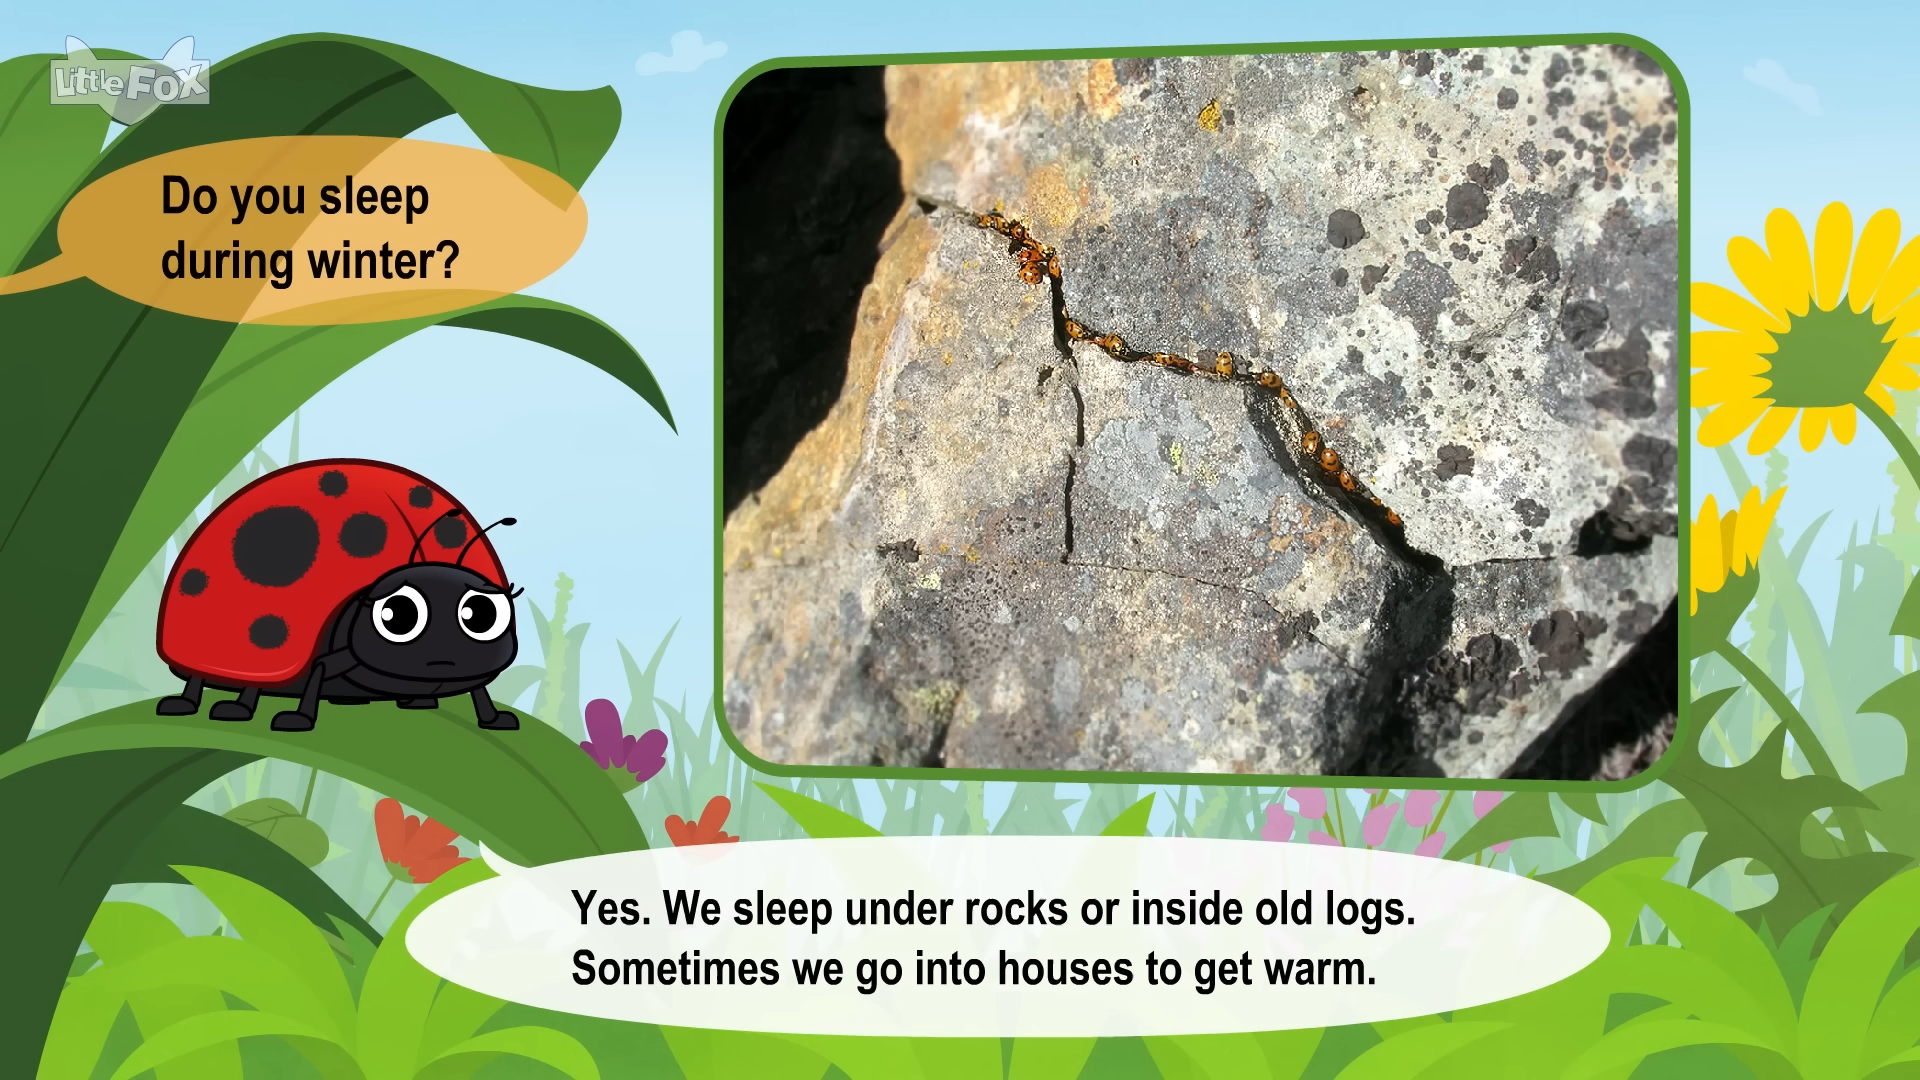 Little Fox
Do you sleep
during winter?
Yes. We sleep under rocks or inside old logs.
Sometimes we go into houses to get warm.